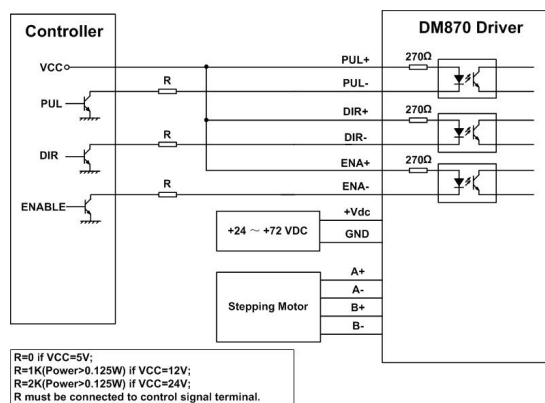 Controller
DM870 Driver
VCC
PUL+
270Ω
PUL
R
PUL-
DIR+
270Ω
DIR
R
DIR-
ENA+
270Ω
ENABLE
R
ENA-
+24 ～ +72 VDC
+Vdc
GND
Stepping Motor
A+
A-
B+
B-
R=0 if VCC=5V;
R=1K(Power>0.125W) if VCC=12V;
R=2K(Power>0.125W) if VCC=24V;
R must be connected to control signal terminal.